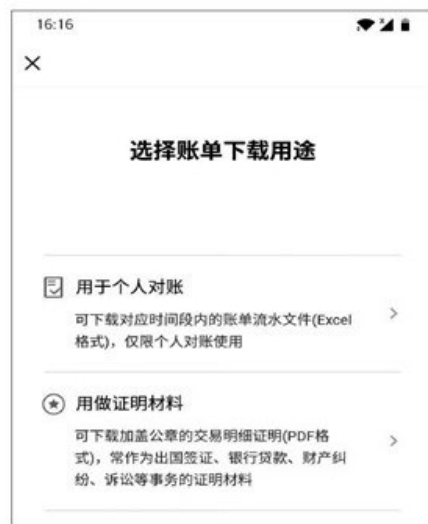 16:16
选择账单下载用途
用于个人对账
可下载对应时间段内的账单流水文件(Excel
格式)，仅限个人对账使用
用做证明材料
可下载加盖公章的交易明细证明(PDF格
式)，常作为出国签证、银行贷款、财产纠
纷、诉讼等事务的证明材料